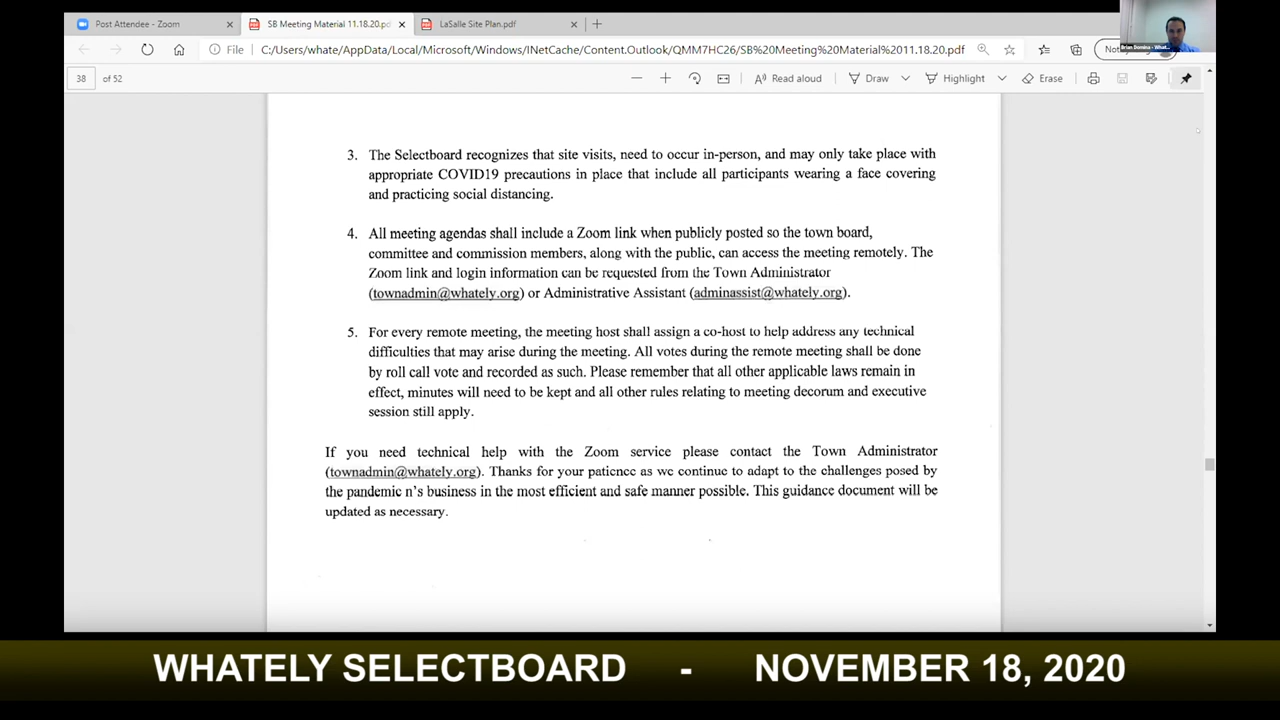 Post Attendee - Zoom
SB Meeting Material 11.18.20.pd
LaSalle Site Plan.pdf
File
C:/Users/whate/AppData/Local/Microsoft/Windows/INetCache/Content.Outlook/QMM7HC26/SB%20Meeting%20Material%2011.18.20.pdf
38 of 52
Read aloud
Draw
Highlight
Erase
3. The Selectboard recognizes that site visits, need to occur in-person, and may only take place with
appropriate COVID19 precautions in place that include all participants wearing a face covering
and practicing social distancing.
4. All meeting agendas shall include a Zoom link when publicly posted so the town board,
committee and commission members, along with the public, can access the meeting remotely. The
Zoom link and login information can be requested from the Town Administrator
(townadmin@whately.org) or Administrative Assistant (adminassist@whately.org).
5. For every remote meeting, the meeting host shall assign a co-host to help address any technical
difficulties that may arise during the meeting. All votes during the remote meeting shall be done
by roll call vote and recorded as such. Please remember that all other applicable laws remain in
effect, minutes will need to be kept and all other rules relating to meeting decorum and executive
session still apply.
If you need technical help with the Zoom service please contact the Town Administrator
(townadmin@whately.org). Thanks for your patience as we continue to adapt to the challenges posed by
the pandemic n's business in the most efficient and safe manner possible. This guidance document will be
updated as necessary.
WHATELY SELECTBOARD - NOVEMBER 18, 2020